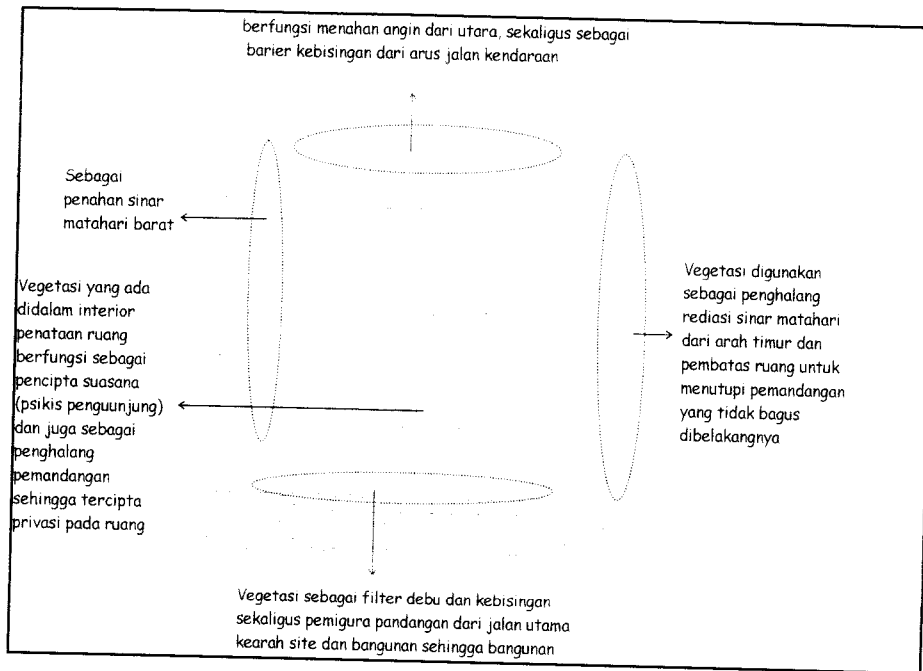 berfungsi menahan angin dari utara, sekaligus sebagai
barier kebisingan dari arus jalan kendaraan
Sebagai
penahan sinar
matahari barat
Vegetasi yang ada
didalam interior
penataan ruang
berfungsi sebagai
pencipta suasana
(psikis penguunjung)
dan juga sebagai
penghalang
pemandangan
sehingga tercipta
privasi pada ruang
Vegetasi digunakan
sebagai penghalang
rediasi sinar matahari
dari arah timur dan
pembatas ruang untuk
menutupi pemandangan
yang tidak bagus
dibelakangnya
Vegetasi sebagai filter debu dan kebisingan
sekaligus pemigura pandangan dari jalan utama
kearah site dan bangunan sehingga bangunan